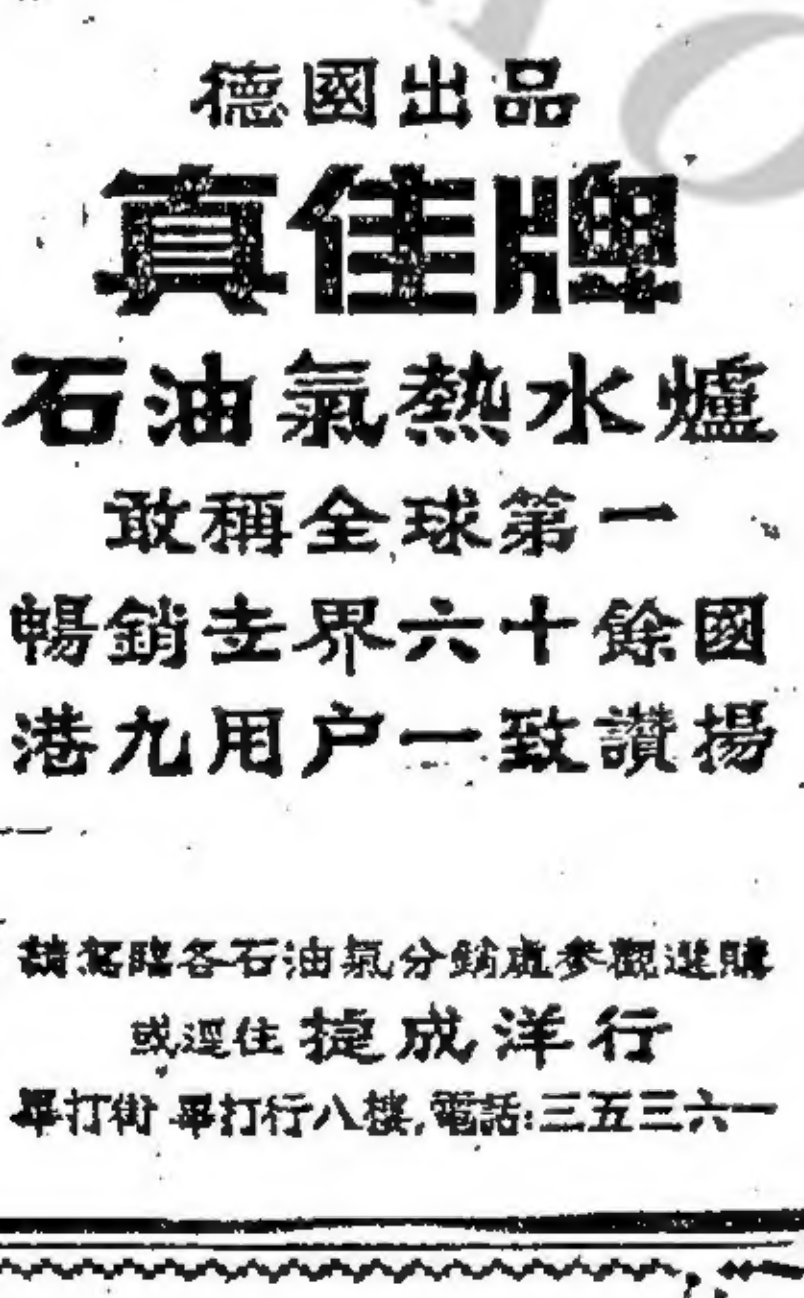 德國出品
真佳牌
石油氣熱水爐
敢稱全球第一
暢銷世界六十餘國
港九用户一致讚揚
請駕臨各石油氣分銷處參觀選購
或逕往捷成洋行
畢打街畢打行八樓,電話:三五三六一